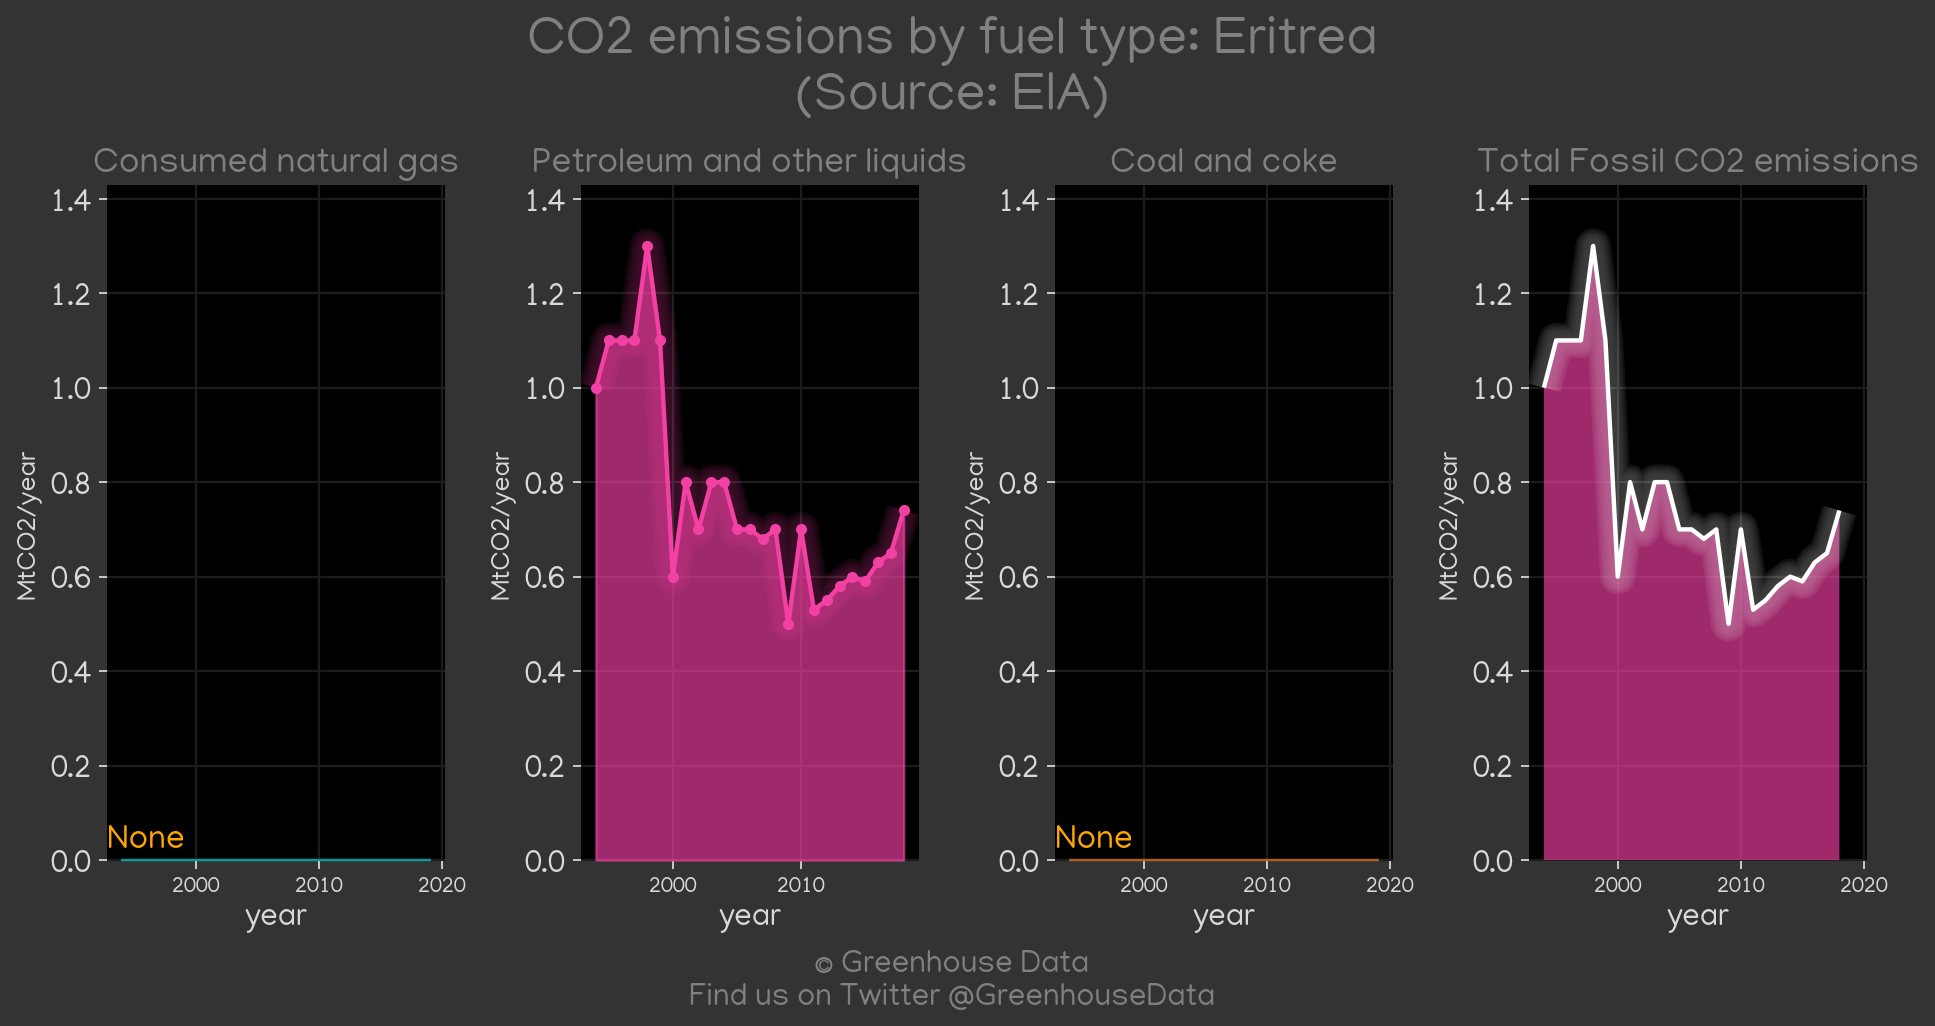 CO2 emissions by fuel type: Eritrea
(Source: EIA)
Consumed natural gas
Petroleum and other liquids
Coal and coke
Total Fossil CO2 emissions
MtCO2/year
1.4
1.2
1.0
0.8
0.6
0.4
0.2
0.0
None
2000
2010
2020
year
MtCO2/year
1.4
1.2
1.0
0.8
0.6
0.4
0.2
0.0
2000
2010
year
MtCO2/year
1.4
1.2
1.0
0.8
0.6
0.4
0.2
0.0
None
2000
2010
2020
year
MtCO2/year
1.4
1.2
1.0
0.8
0.6
0.4
0.2
0.0
2000
2010
2020
year
© Greenhouse Data
Find us on Twitter @GreenhouseData